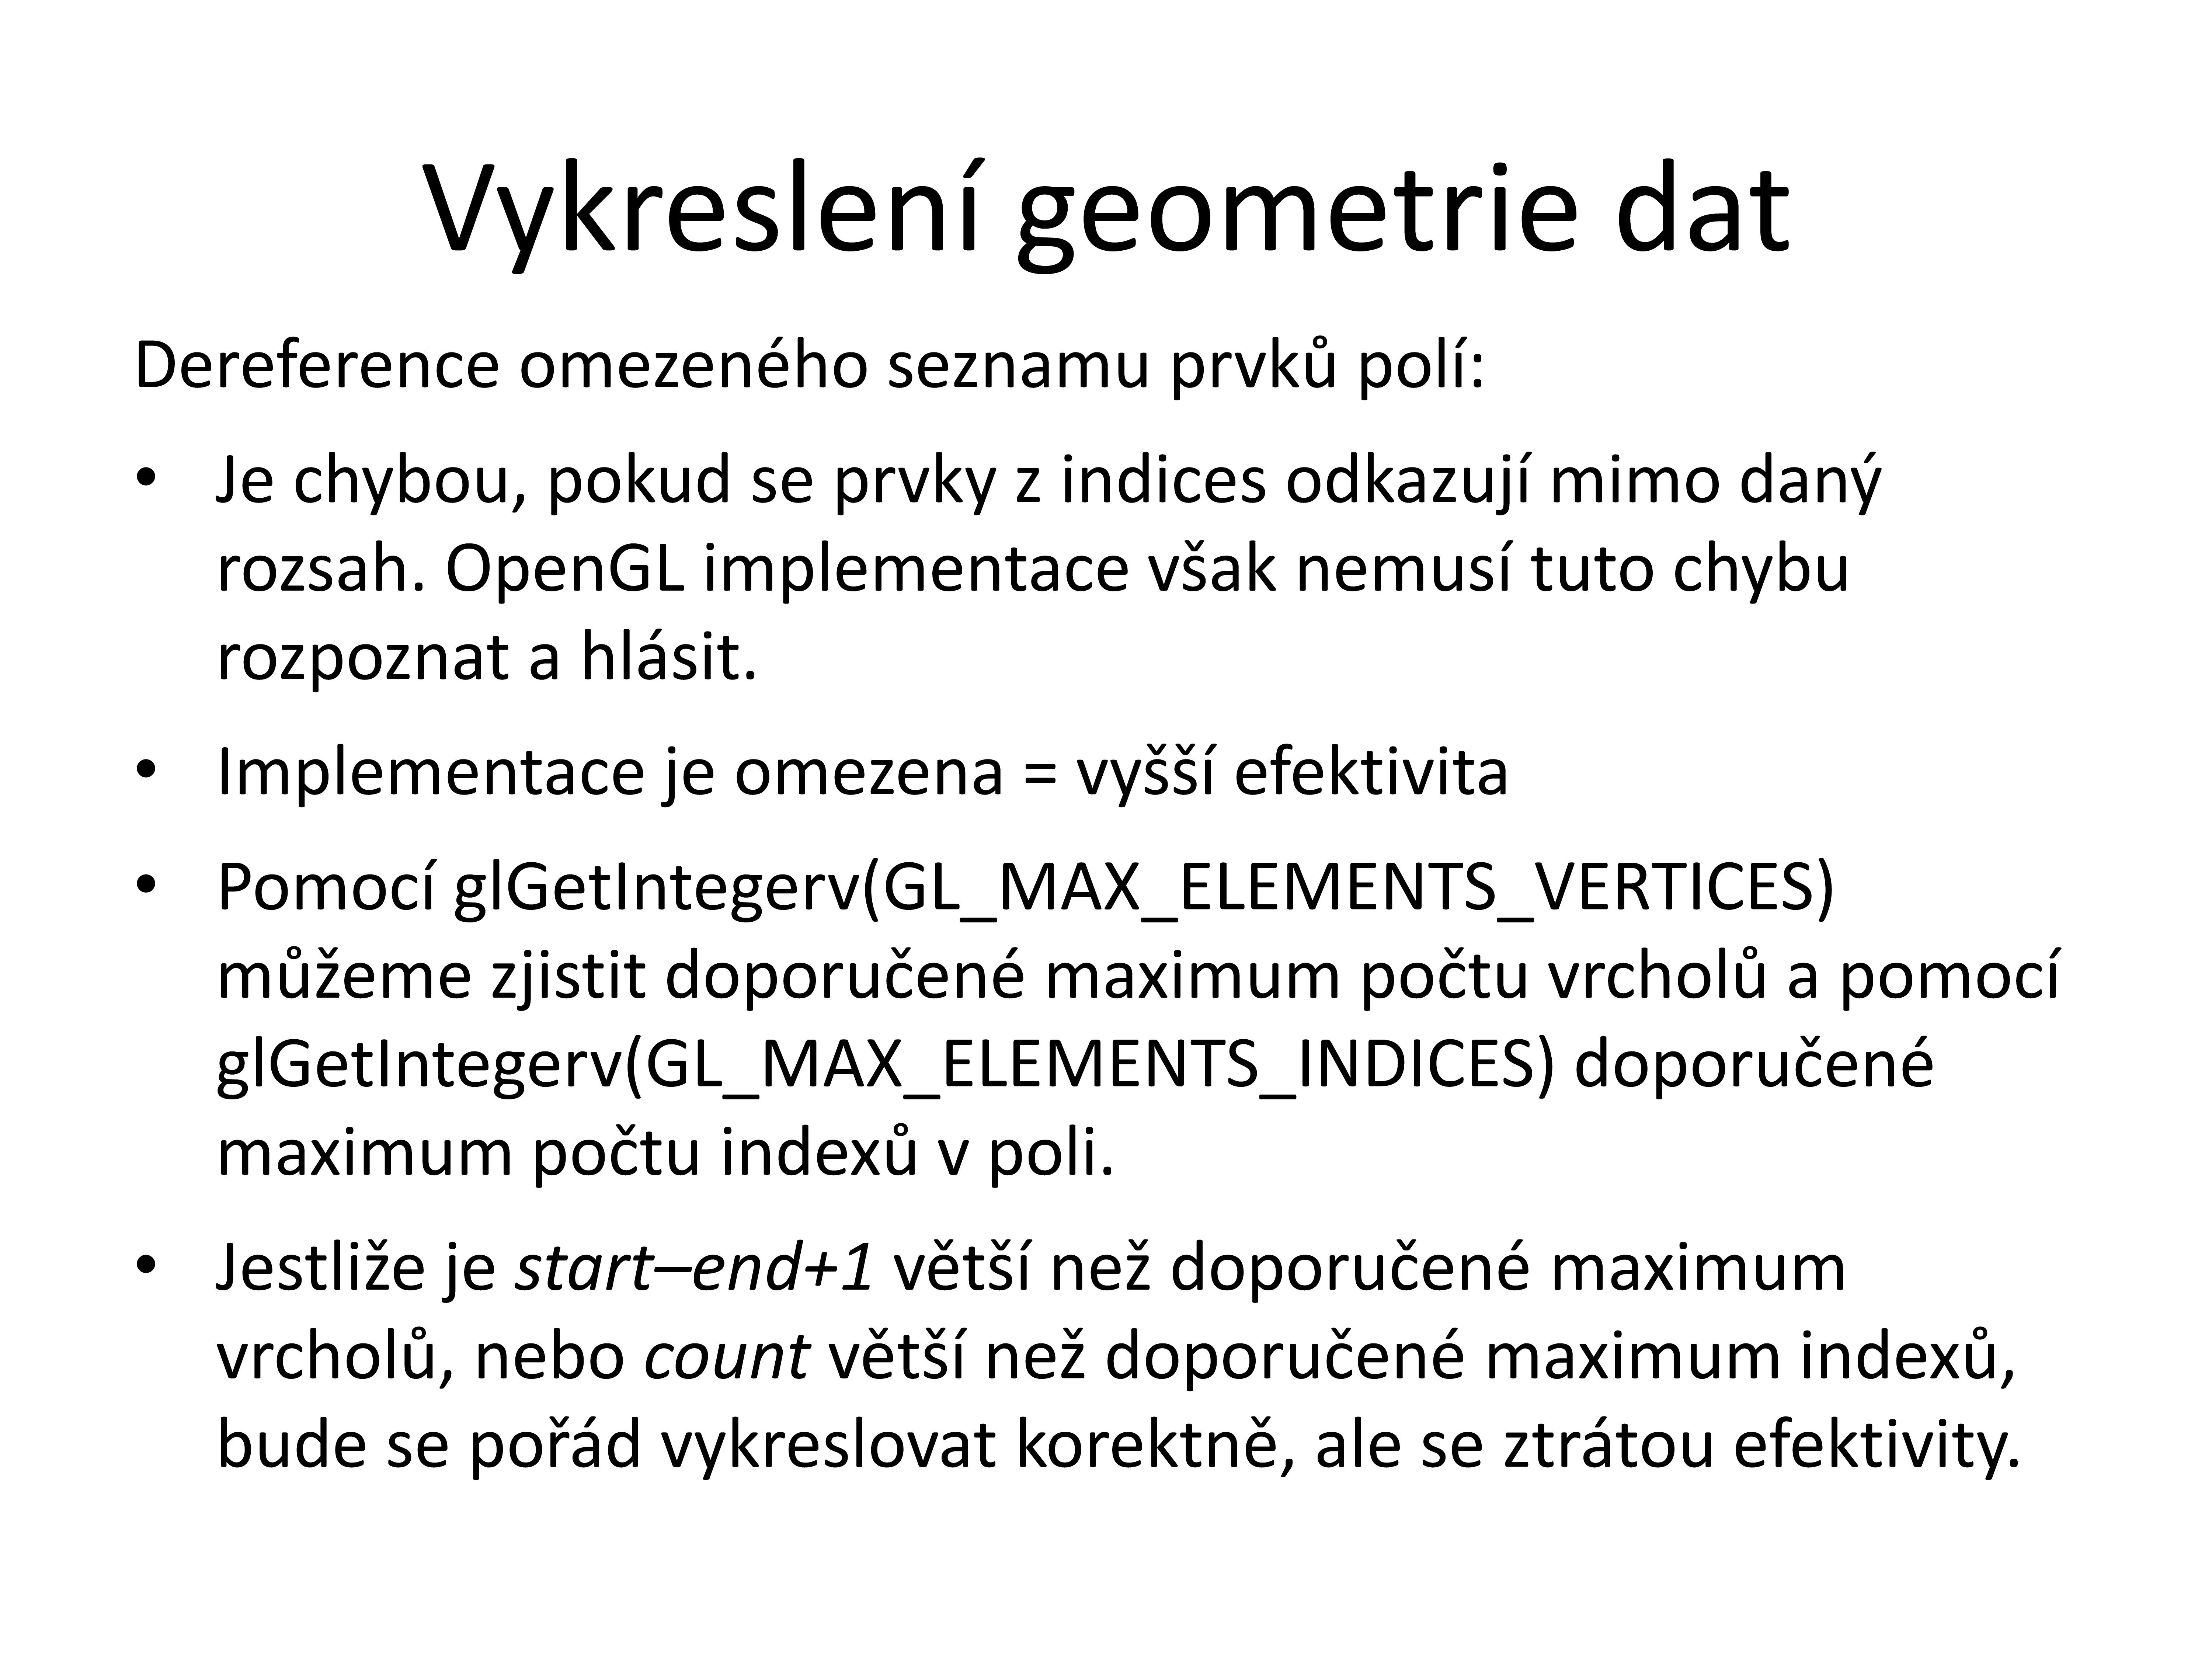 Vykreslení geometrie dat
Dereference omezeného seznamu prvků polí:
• Je chybou, pokud se prvky z indices odkazují mimo daný
rozsah. OpenGL implementace však nemusí tuto chybu
rozpoznat a hlásit.
• Implementace je omezena = vyšší efektivita
• Pomocí glGetIntegerv(GL_MAX_ELEMENTS_VERTICES)
můžeme zjistit doporučené maximum počtu vrcholů a pomocí
glGetIntegerv(GL_MAX_ELEMENTS_INDICES) doporučené
maximum počtu indexů v poli.
• Jestliže je start–end+1 větší než doporučené maximum
vrcholů, nebo count větší než doporučené maximum indexů,
bude se pořád vykreslovat korektně, ale se ztrátou efektivity.